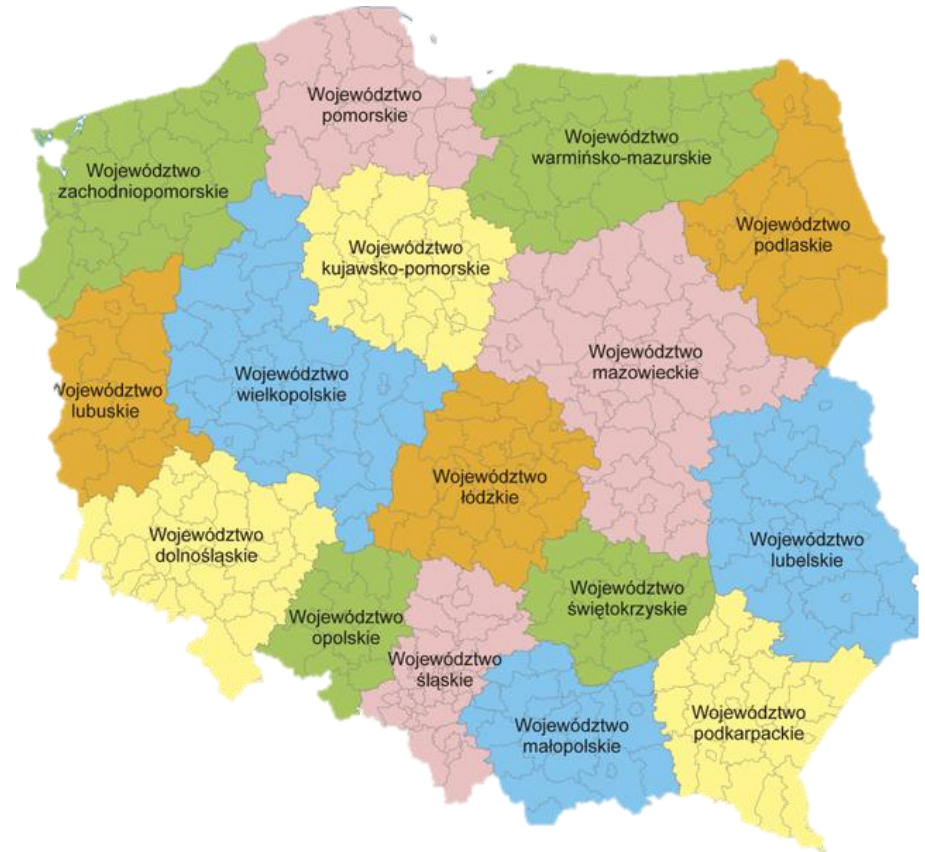 Województwo
pomorskie
Województwo
warmińsko-mazurskie
Województwo
zachodniopomorskie
Województwo
podlaskie
Województwo
kujawsko-pomorskie
Województwo
mazowieckie
Województwo
wielkopolskie
Województwo
lubuskie
Województwo
łódzkie
Województwo
dolnośląskie
Województwo
lubelskie
Województwo
świętokrzyskie
Województwo
opolskie
Województwo
śląskie
Województwo
podkarpackie
Województwo
małopolskie